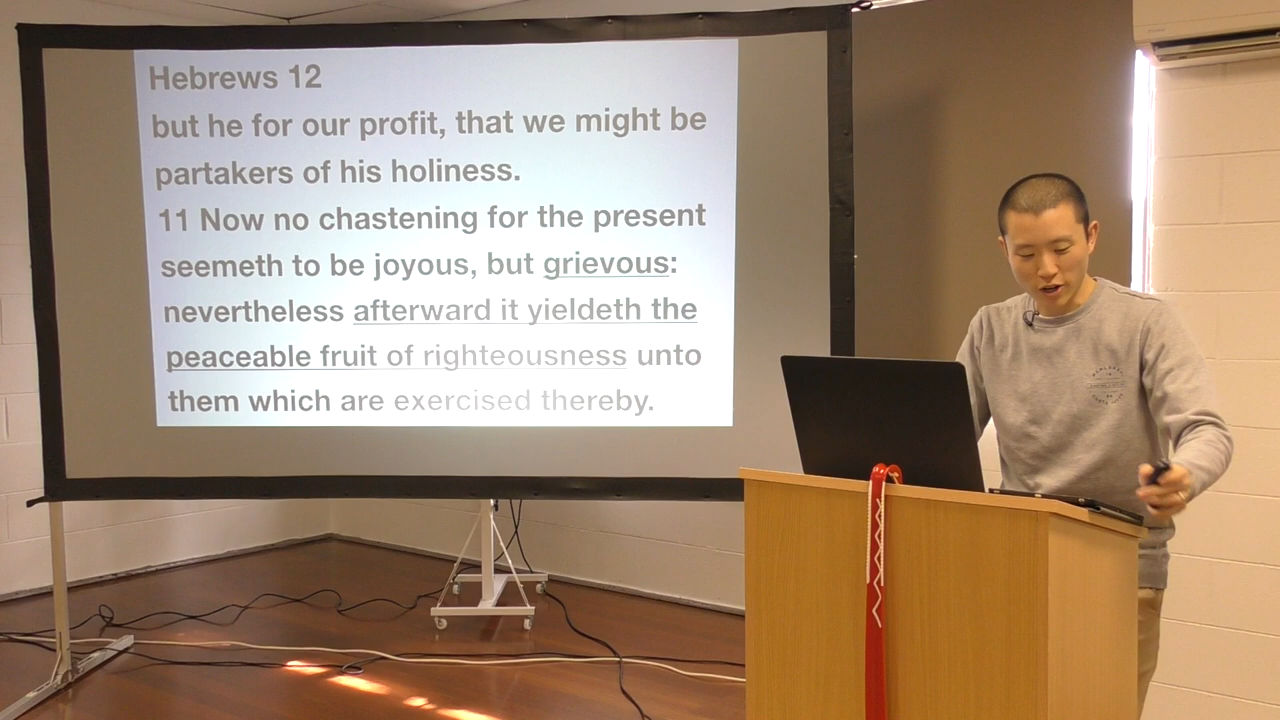 Hebrews 12
but he for our profit, that we might be
partakers of his holiness.
11 Now no chastening for the present
seemeth to be joyous, but grievous:
nevertheless afterward it yieldeth the
peaceable fruit of righteousness unto
them which are exercised thereby.